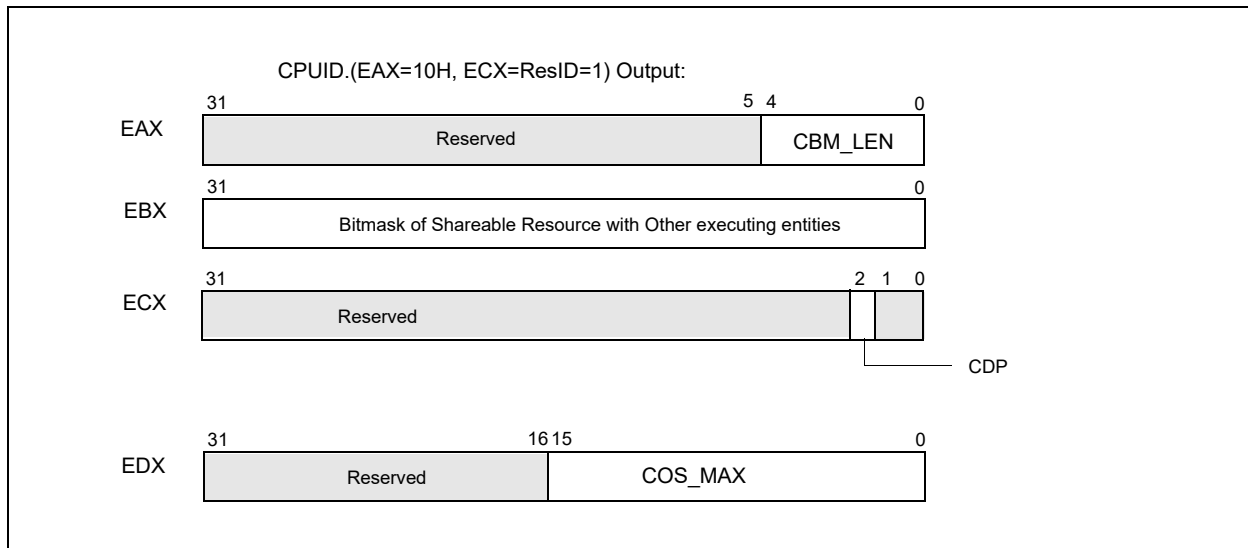 CPUID.(EAX=10H, ECX=ResID=1) Output:
31 5 4 0
EAX Reserved CBM_LEN
31 0
EBX Bitmask of Shareable Resource with Other executing entities
31 2 1 0
ECX Reserved
CDP
31 16 15 0
EDX Reserved COS_MAX